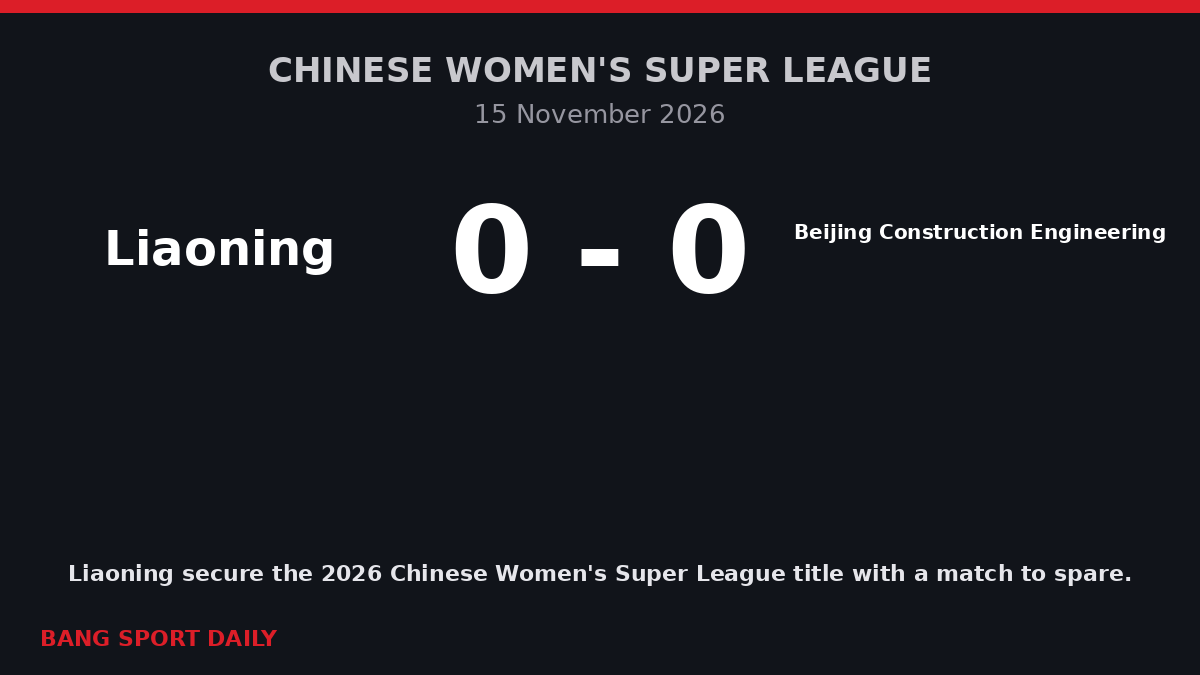 CHINESE WOMEN'S SUPER LEAGUE
15 November 2026
Liaoning 0 - 0 Beijing Construction Engineering
Liaoning secure the 2026 Chinese Women's Super League title with a match to spare.
BANG SPORT DAILY